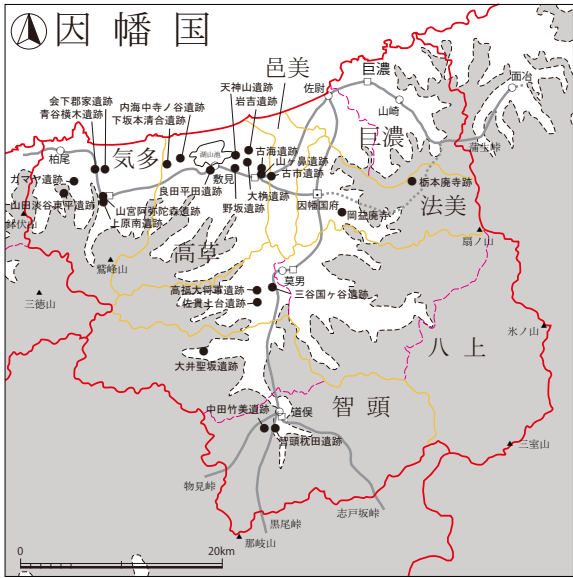 因幡国
邑美
天神山遺跡
岩吉遺跡
佐尉
巨濃
面治
会下郡家遺跡
青谷横木遺跡
内海中寺ノ谷遺跡
下坂本清合遺跡
山崎
巨濃
蒲生峠
柏尾
気多
湖山池
古海遺跡
山ヶ鼻遺跡
古市遺跡
ガマヤ遺跡
山田淡谷東平遺跡
良田平田遺跡
敷見
大桷遺跡
野坂遺跡
因幡国府
栃本廃寺跡
岡益廃寺
法美
鉢伏山
山宮阿弥陀森遺跡
上原南遺跡
高草
扇ノ山
鷲峰山
莫男
三徳山
高福大将軍遺跡
佐貫土台遺跡
三谷国ヶ谷遺跡
八上
氷ノ山
大井聖坂遺跡
智頭
中田竹美遺跡
道俣
智頭枕田遺跡
三室山
物見峠
志戸坂峠
黒尾峠
那岐山
0
20km